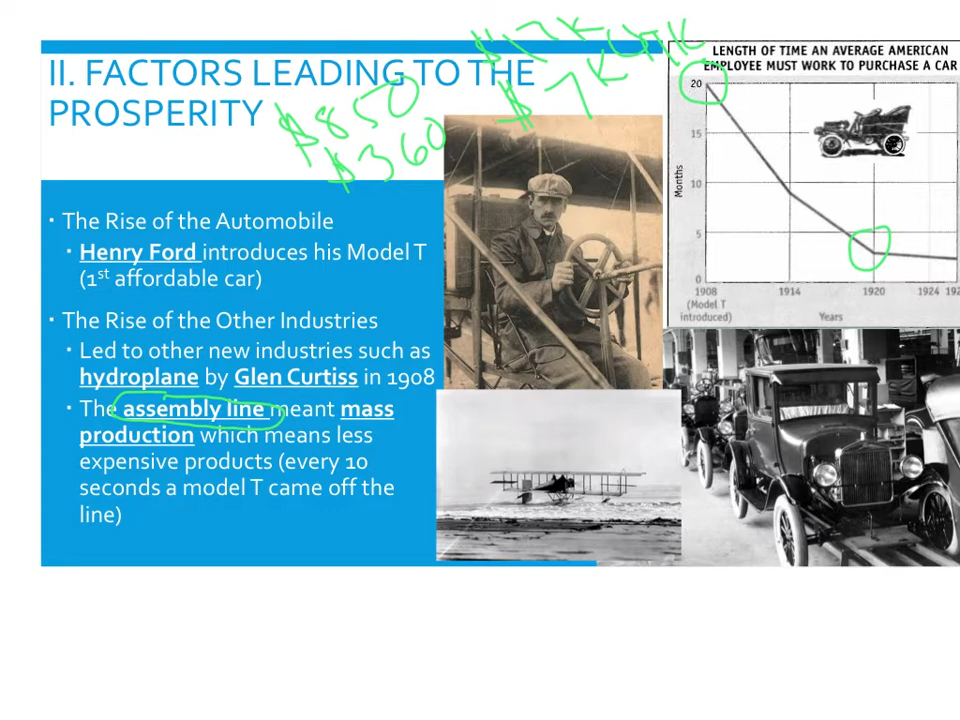 II. FACTORS LEADING TO THE
PROSPERITY
$850
$360
$ 7K
▪ The Rise of the Automobile
▪ Henry Ford introduces his Model T
(1st affordable car)
▪ The Rise of the Other Industries
▪ Led to other new industries such as
hydroplane by Glen Curtiss in 1908
▪ The assembly line meant mass
production which means less
expensive products (every 10
seconds a model T came off the
line)
LENGTH OF TIME AN AVERAGE AMERICAN
EMPLOYEE MUST WORK TO PURCHASE A CAR
20
15
10
5
0
Months
1908 1914 1920 1924
(Model T
introduced)
Years